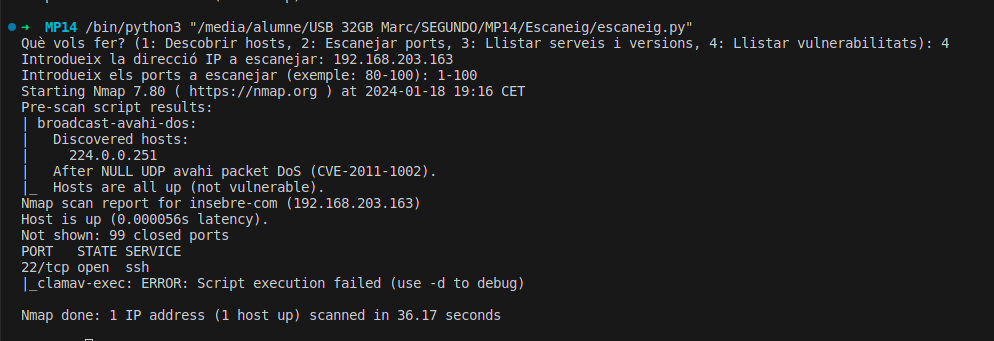 ➜ MP14 /bin/python3 "/media/alumne/USB 32GB Marc/SEGUNDO/MP14/Escaneig/escaneig.py"
Què vols fer? (1: Descobrir hosts, 2: Escanejar ports, 3: Llistar serveis i versions, 4: Llistar vulnerabilitats): 4
Introdueix la direcció IP a escanejar: 192.168.203.163
Introdueix els ports a escanejar (exemple: 80-100): 1-100
Starting Nmap 7.80 ( https://nmap.org ) at 2024-01-18 19:16 CET
Pre-scan script results:
| broadcast-avahi-dos:
|   Discovered hosts:
|     224.0.0.251
|   After NULL UDP avahi packet DoS (CVE-2011-1002).
|_  Hosts are all up (not vulnerable).
Nmap scan report for insebre-com (192.168.203.163)
Host is up (0.000056s latency).
Not shown: 99 closed ports
PORT   STATE SERVICE
22/tcp open  ssh
|_clamav-exec: ERROR: Script execution failed (use -d to debug)
Nmap done: 1 IP address (1 host up) scanned in 36.17 seconds